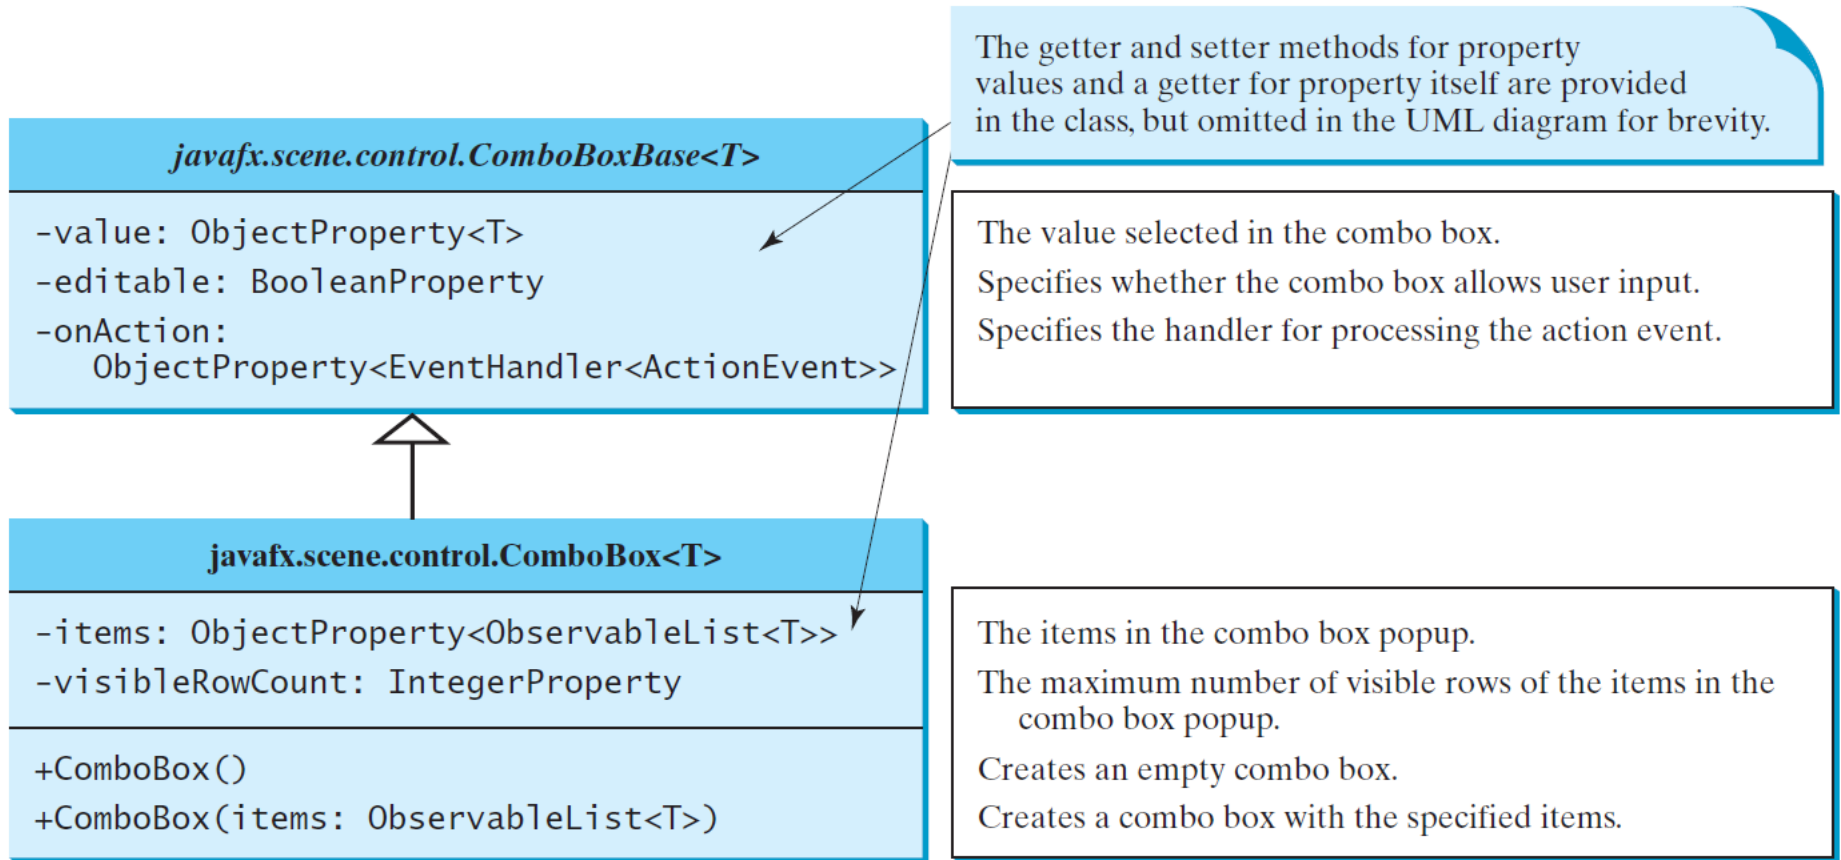 The getter and setter methods for property
values and a getter for property itself are provided
in the class, but omitted in the UML diagram for brevity.
javafx.scene.control.ComboBoxBase<T>
-value: ObjectProperty<T>
-editable: BooleanProperty
-onAction:
ObjectProperty<EventHandler<ActionEvent>>
The value selected in the combo box.
Specifies whether the combo box allows user input.
Specifies the handler for processing the action event.
javafx.scene.control.ComboBox<T>
-items: ObjectProperty<ObservableList<T>>
-visibleRowCount: IntegerProperty
+ComboBox()
+ComboBox(items: ObservableList<T>)
The items in the combo box popup.
The maximum number of visible rows of the items in the
combo box popup.
Creates an empty combo box.
Creates a combo box with the specified items.